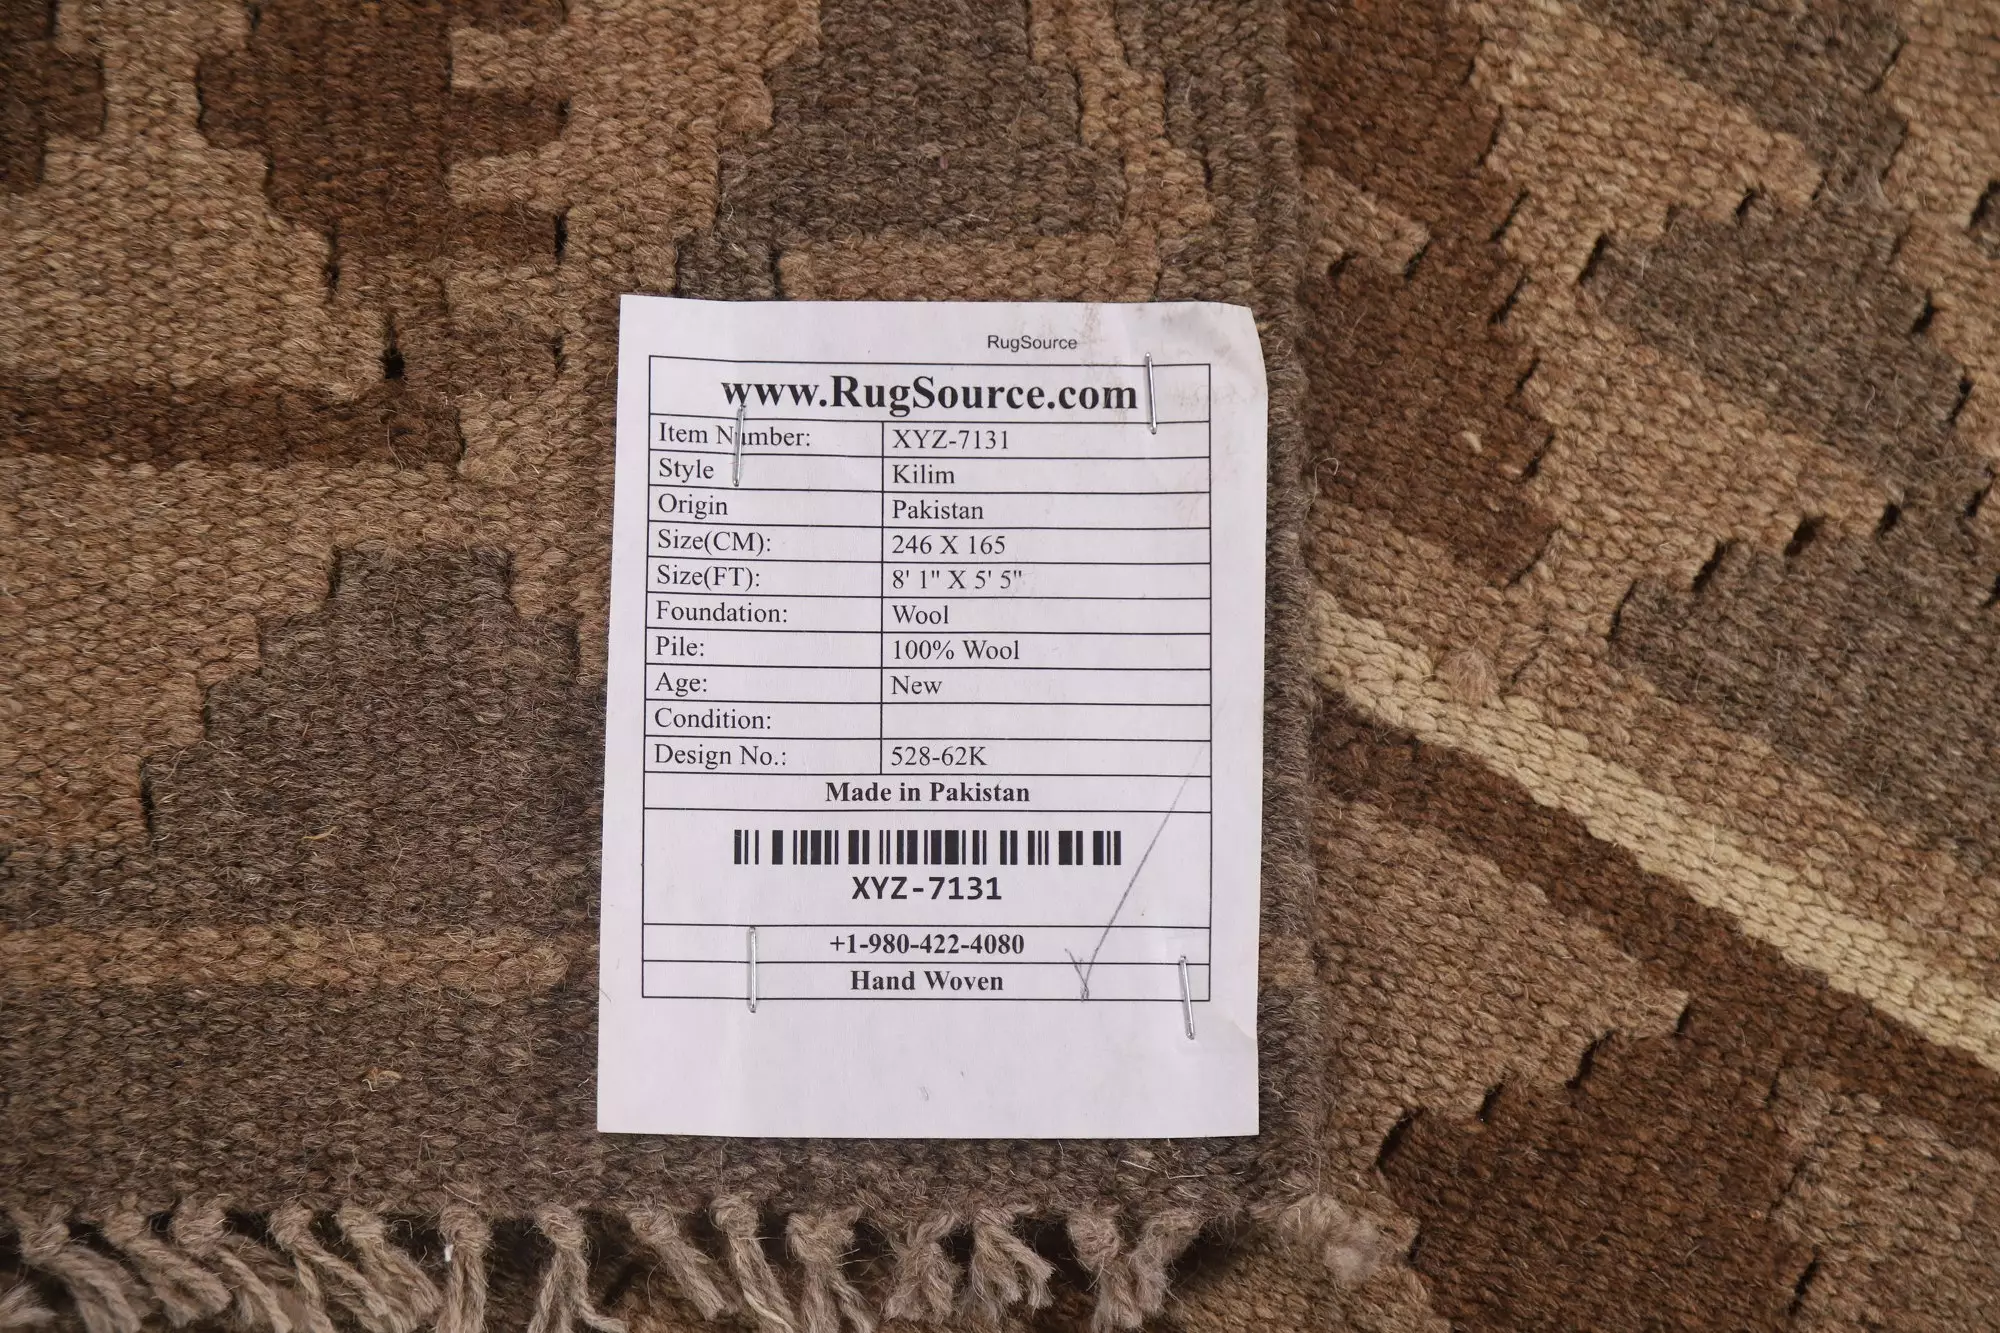 RugSource
www.RugSource.com
Item Number: XYZ-7131
Style Kilim
Origin Pakistan
Size(CM): 246 X 165
Size(FT): 8' 1" X 5' 5"
Foundation: Wool
Pile: 100% Wool
Age: New
Condition:
Design No.: 528-62K
Made in Pakistan
XYZ-7131
+1-980-422-4080
Hand Woven